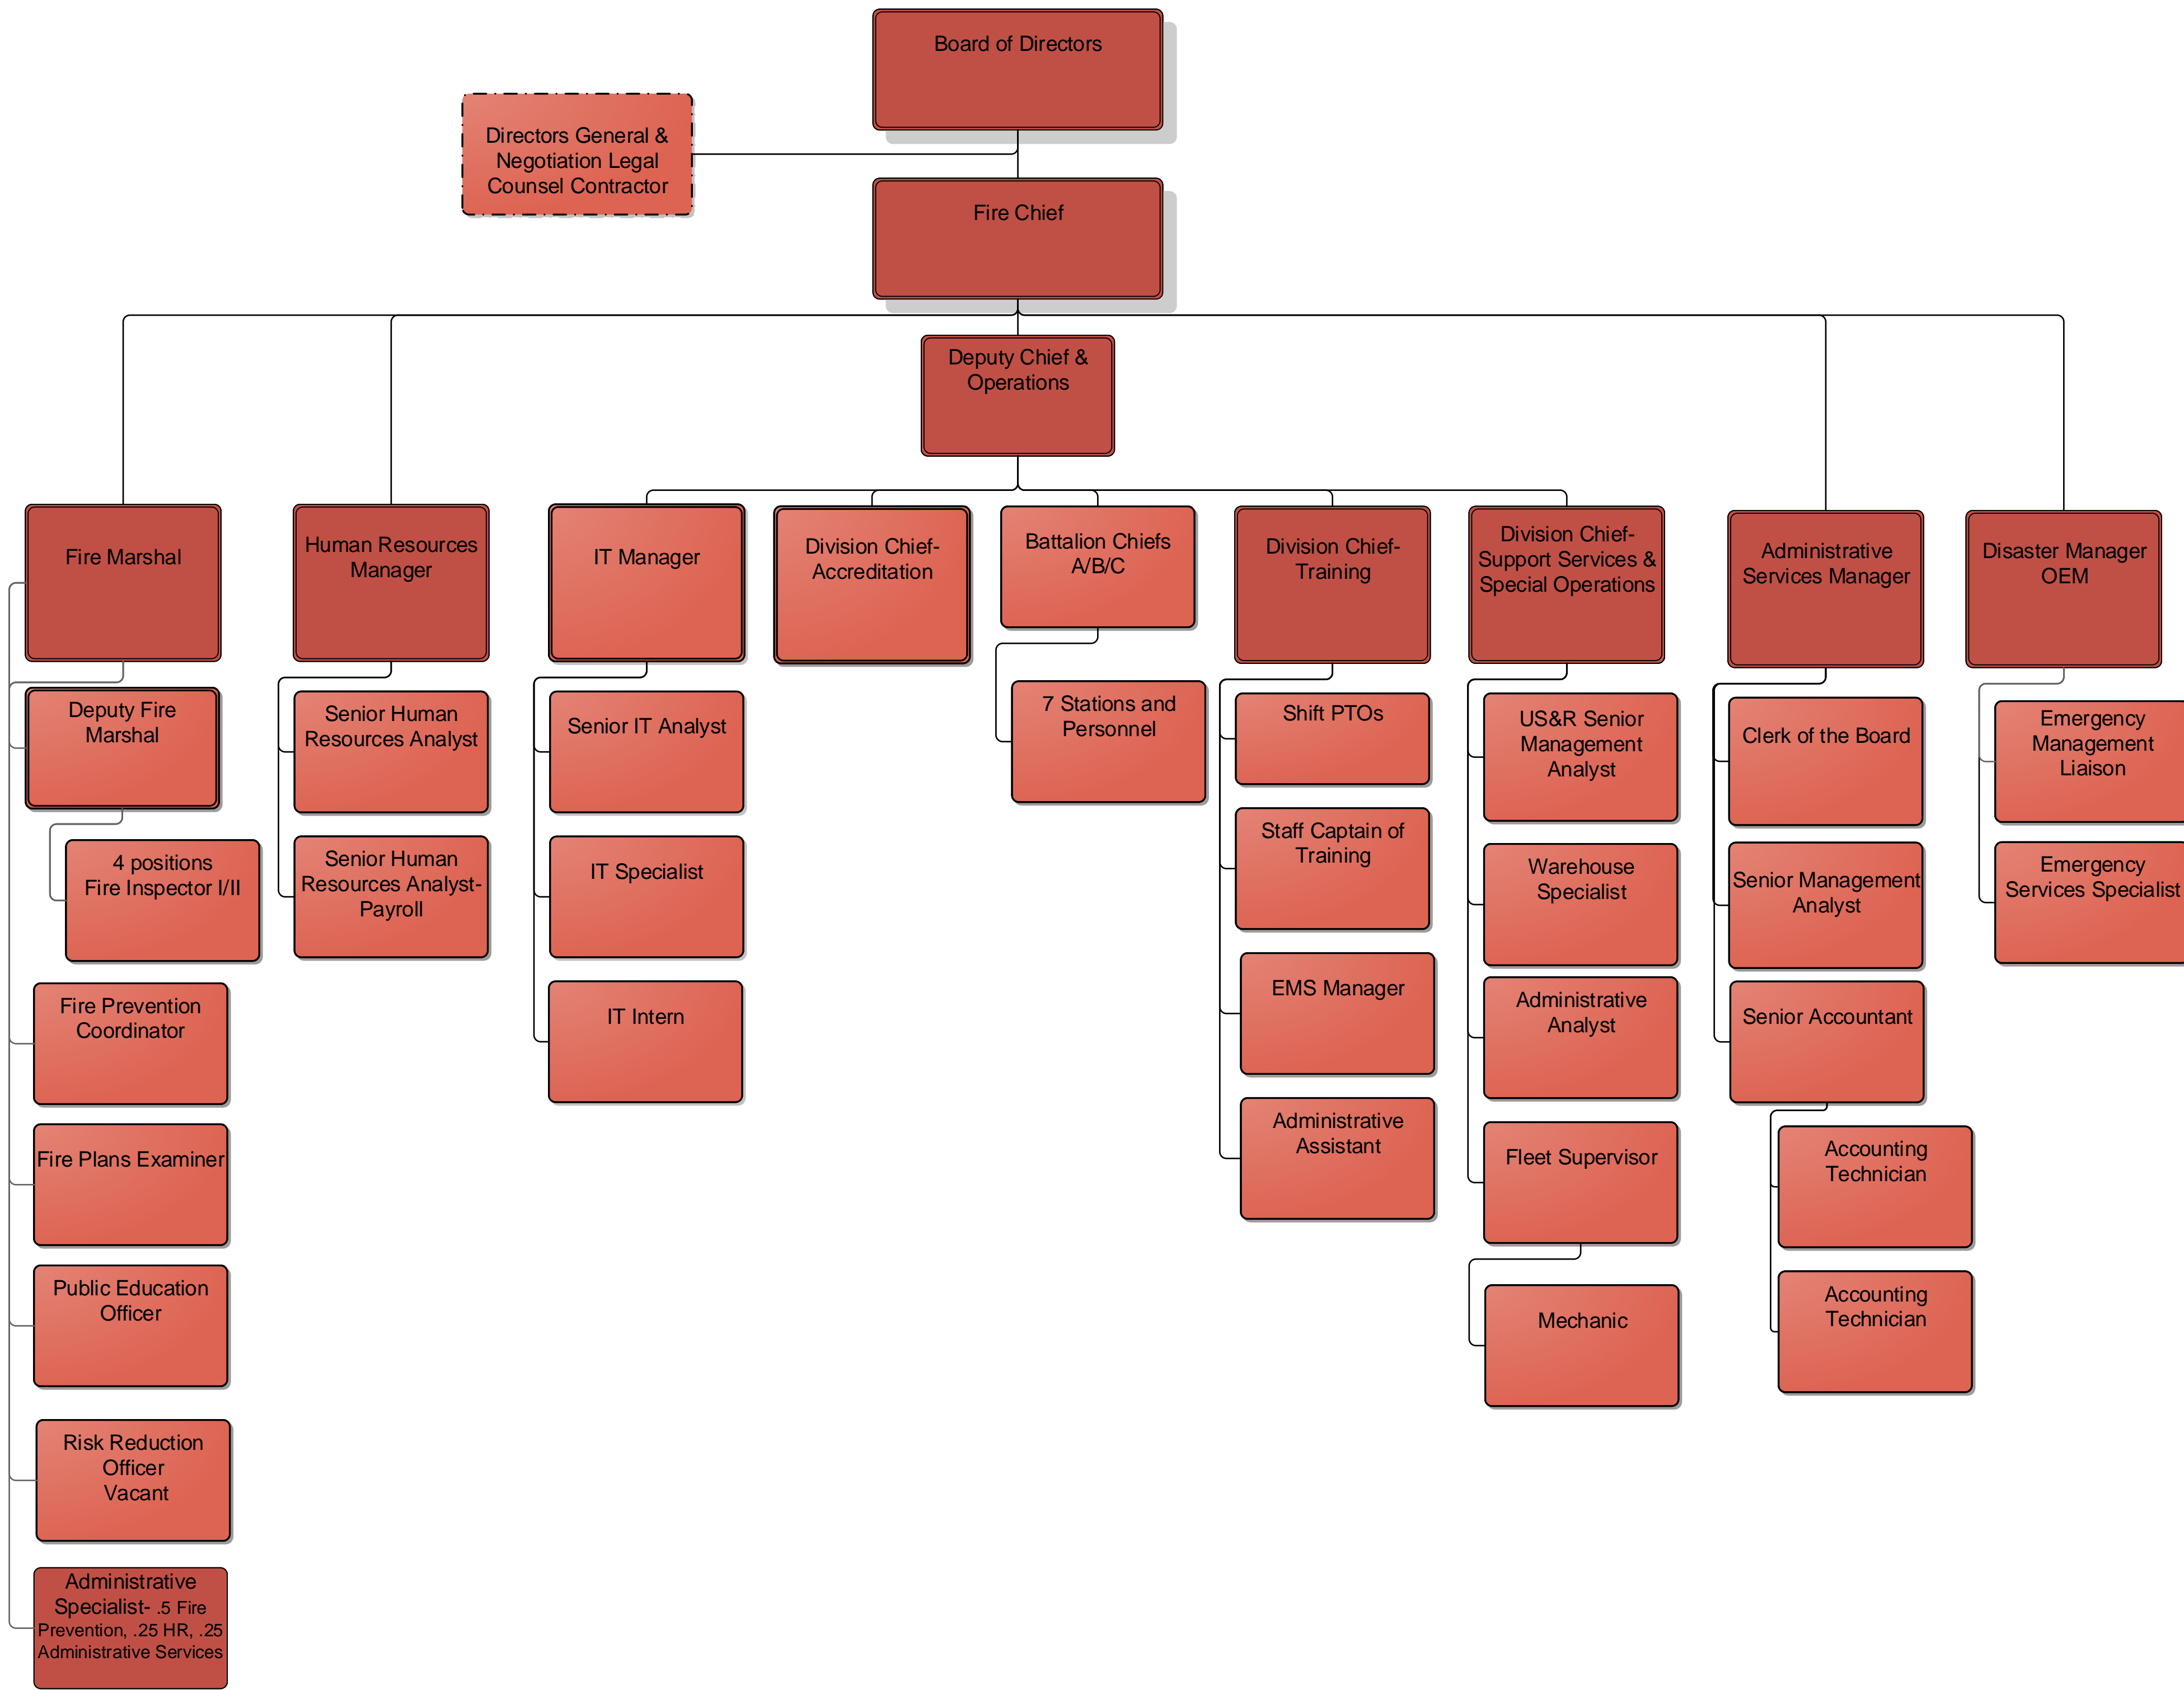 Board of Directors
Directors General &
Negotiation Legal
Counsel Contractor
Fire Chief
Deputy Chief &
Operations
Fire Marshal
Human Resources
Manager
IT Manager
Division Chief-
Accreditation
Battalion Chiefs
A/B/C
Division Chief-
Training
Division Chief-
Support Services &
Special Operations
Administrative
Services Manager
Disaster Manager
OEM
Deputy Fire
Marshal
4 positions
Fire Inspector I/II
Fire Prevention
Coordinator
Fire Plans Examiner
Public Education
Officer
Risk Reduction
Officer
Vacant
Administrative
Specialist- .5 Fire
Prevention, .25 HR, .25
Administrative Services
Senior Human
Resources Analyst
Senior Human
Resources Analyst-
Payroll
Senior IT Analyst
IT Specialist
IT Intern
7 Stations and
Personnel
Shift PTOs
Staff Captain of
Training
EMS Manager
Administrative
Assistant
US&R Senior
Management
Analyst
Warehouse
Specialist
Administrative
Analyst
Fleet Supervisor
Mechanic
Clerk of the Board
Senior Management
Analyst
Senior Accountant
Accounting
Technician
Accounting
Technician
Emergency
Management
Liaison
Emergency
Services Specialist